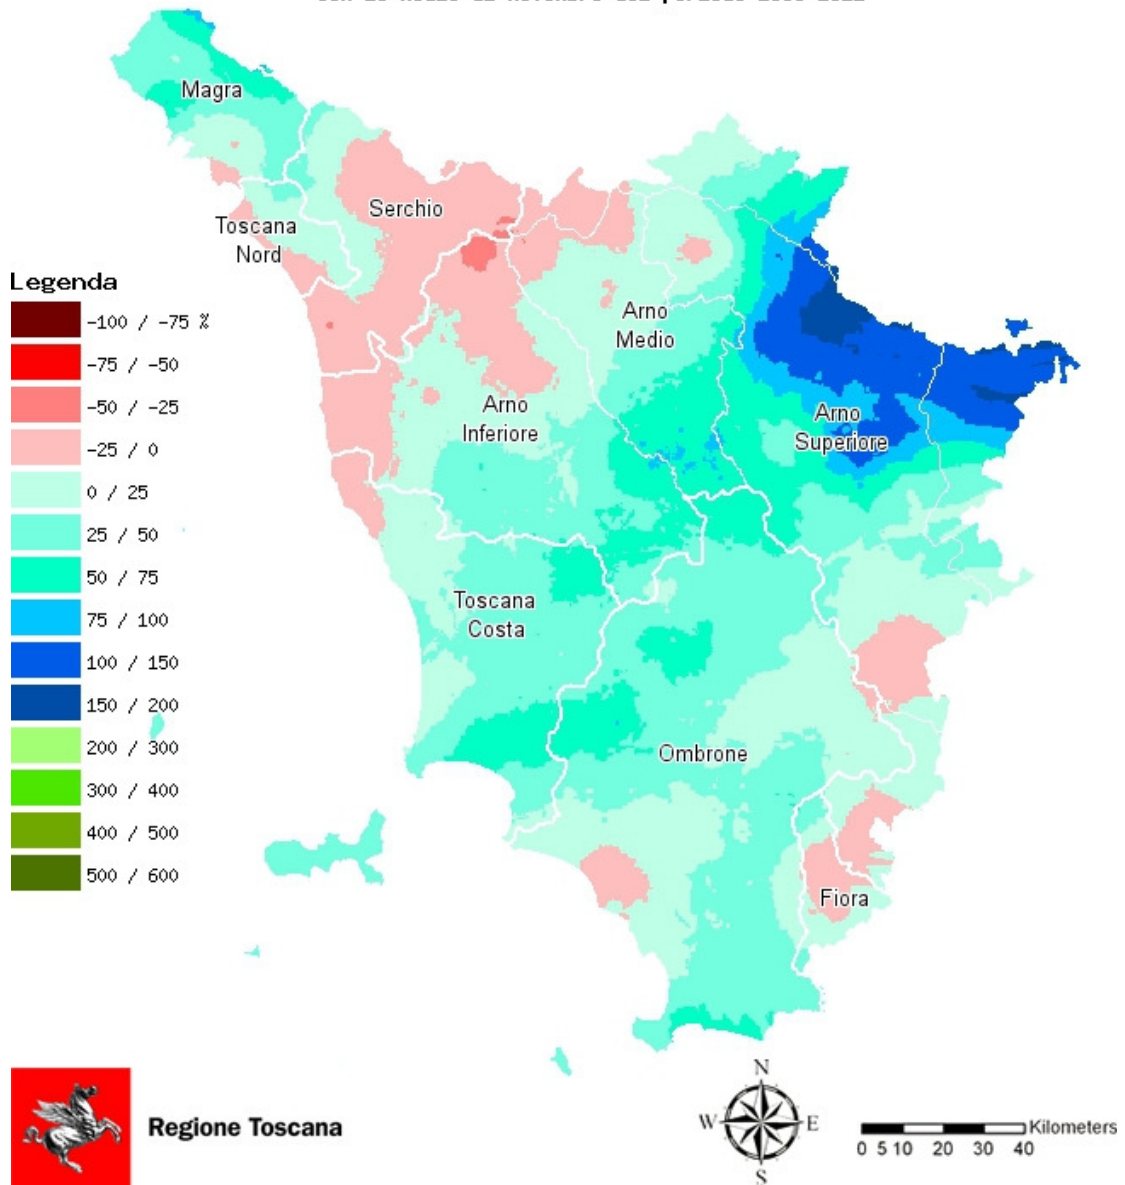 Magra
Serchio
Toscana
Nord
Legenda
-100 / -75 %
-75 / -50
-50 / -25
-25 / 0
0 / 25
25 / 50
50 / 75
75 / 100
100 / 150
150 / 200
200 / 300
300 / 400
400 / 500
500 / 600
Arno
Medio
Arno
Inferiore
Arno
Superiore
Toscana
Costa
Ombrone
Fiora
Regione Toscana
N
W E
S
Kilometers
0 5 10 20 30 40